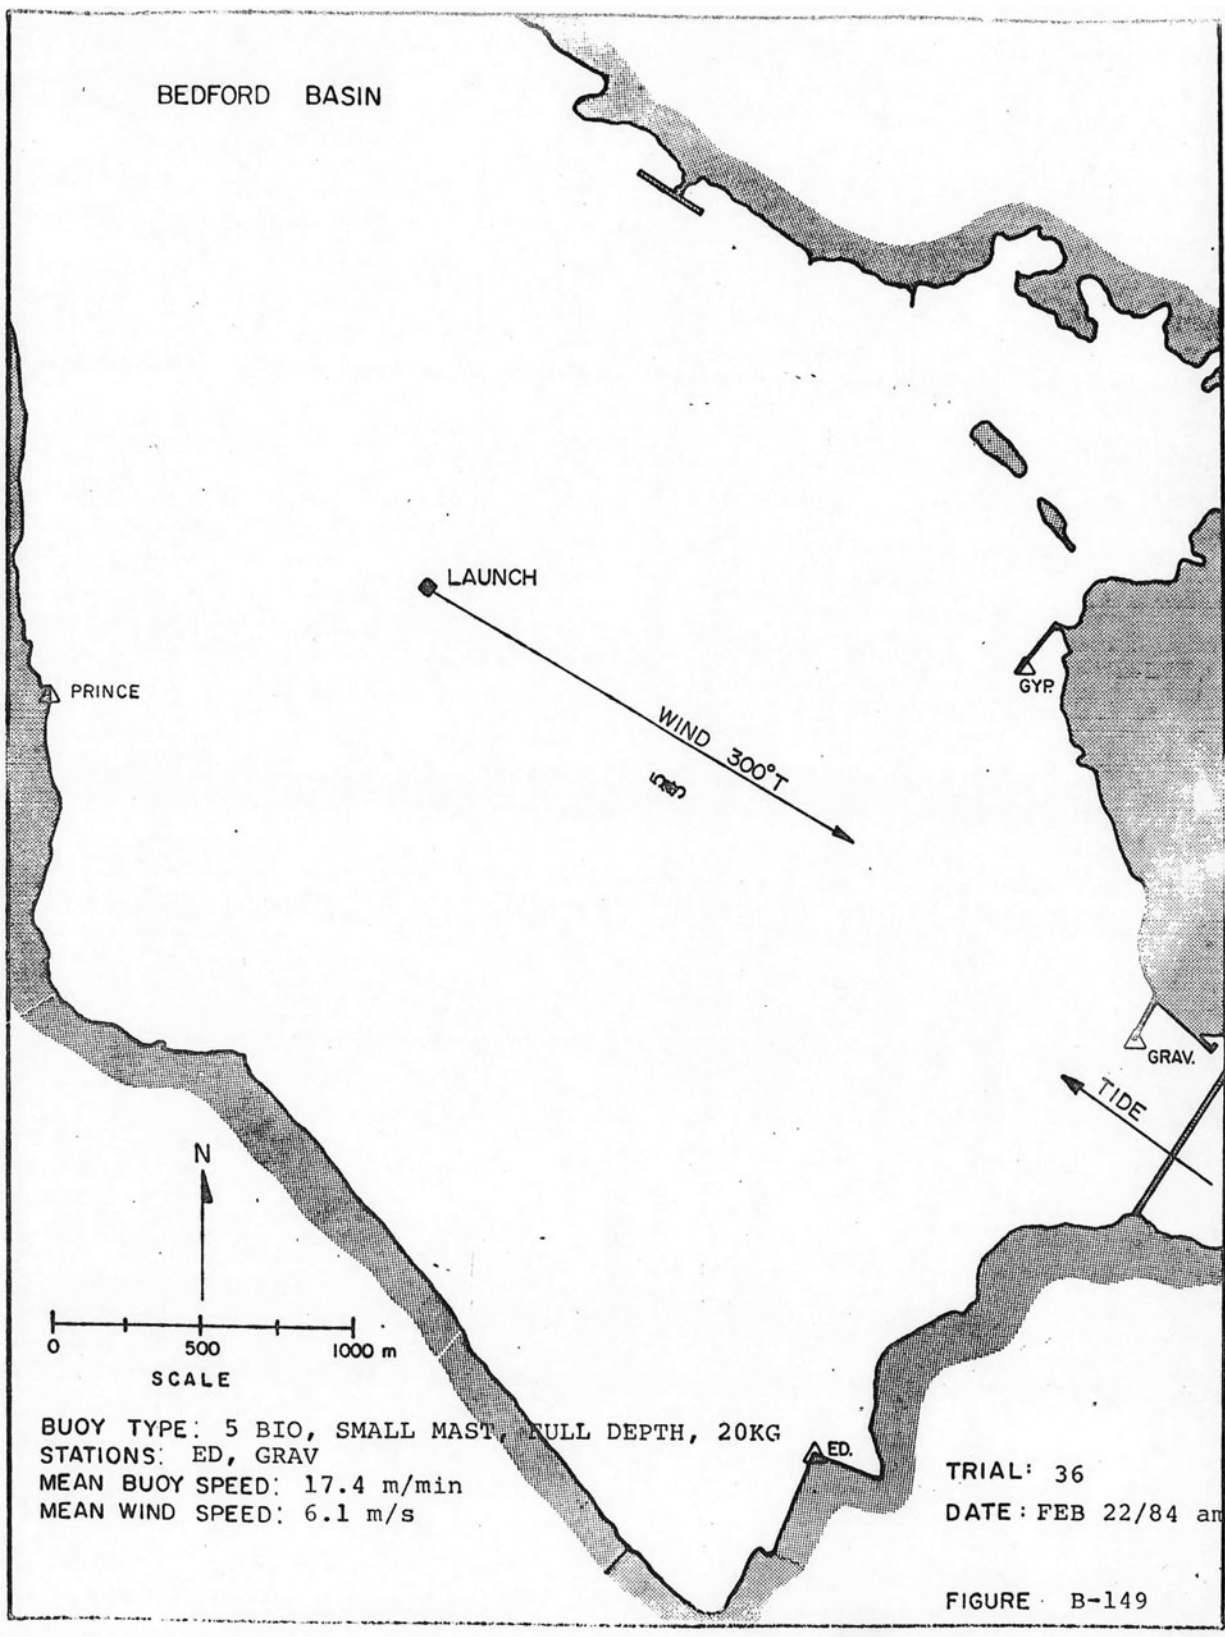 BEDFORD BASIN
LAUNCH
PRINCE
GYP.
WIND 300°T
GRAV.
TIDE
N
0 500 1000 m
SCALE
BUOY TYPE: 5 BIO, SMALL MAST, FULL DEPTH, 20KG
STATIONS: ED, GRAV
MEAN BUOY SPEED: 17.4 m/min
MEAN WIND SPEED: 6.1 m/s
ED.
TRIAL: 36
DATE: FEB 22/84 am
FIGURE B-149